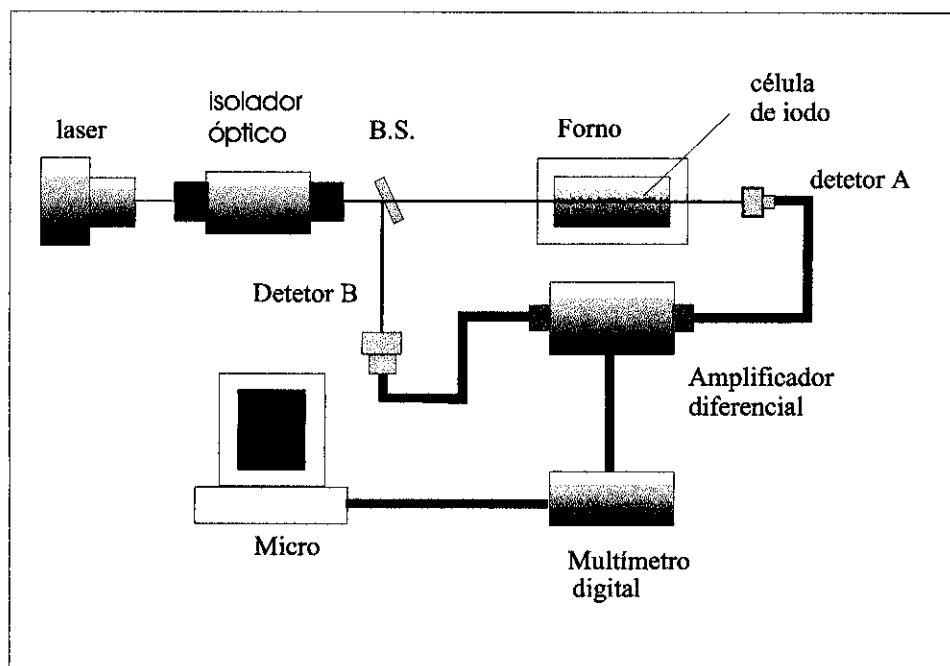 laser
isolador
óptico
B.S.
Forno
célula
de iodo
detetor A
Detetor B
Amplificador
diferencial
Micro
Multímetro
digital